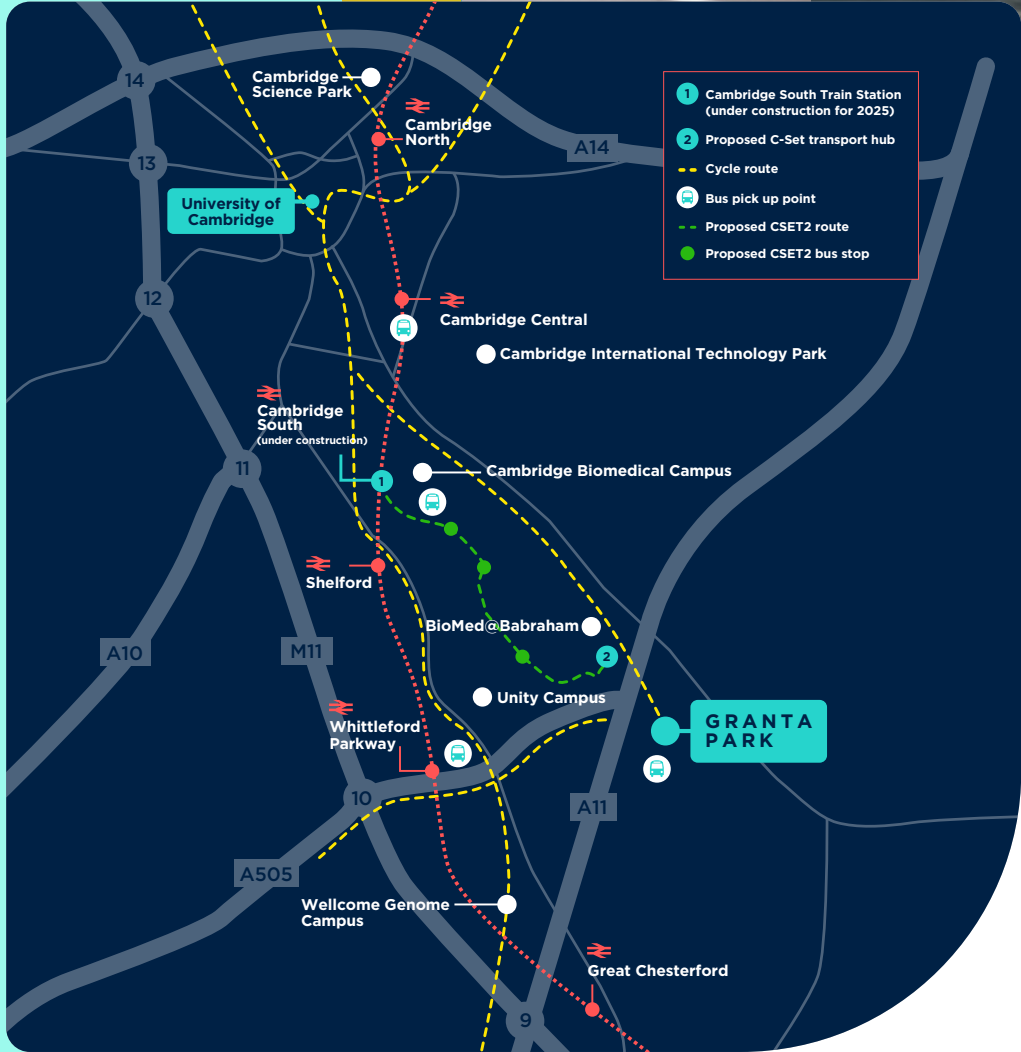 14
Cambridge
Science Park
Cambridge
North
A14
1
Cambridge South Train Station
(under construction for 2025)
2
Proposed C-Set transport hub
Cycle route
Bus pick up point
Proposed CSET2 route
Proposed CSET2 bus stop
13
University of
Cambridge
12
Cambridge Central
Cambridge International Technology Park
Cambridge
South
(under construction)
11
Cambridge Biomedical Campus
1
Shelford
BioMed@Babraham
2
A10
M11
Unity Campus
GRANTA
PARK
Whittleford
Parkway
10
A11
A505
Wellcome Genome
Campus
Great Chesterford
9